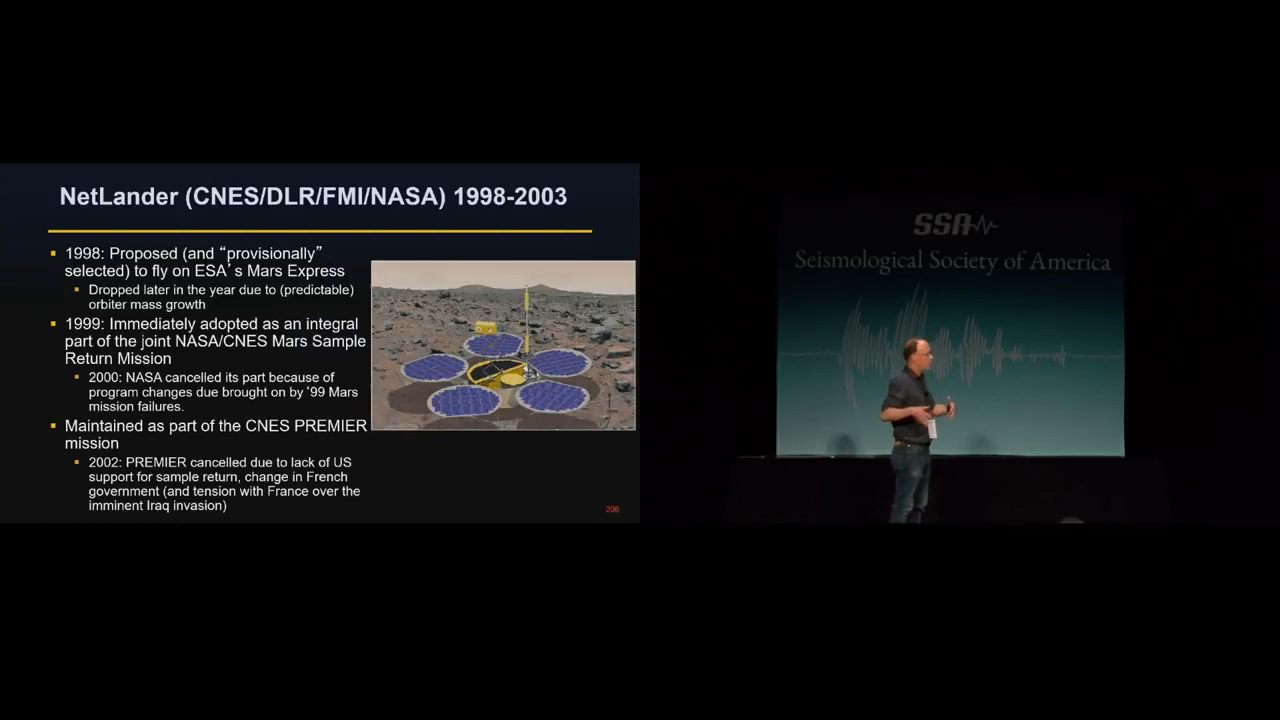 NetLander (CNES/DLR/FMI/NASA) 1998-2003
1998: Proposed (and “provisionally”
selected) to fly on ESA’s Mars Express
Dropped later in the year due to (predictable)
orbiter mass growth
1999: Immediately adopted as an integral
part of the joint NASA/CNES Mars Sample
Return Mission
2000: NASA cancelled its part because of
program changes due brought on by ’99 Mars
mission failures.
Maintained as part of the CNES PREMIER
mission
2002: PREMIER cancelled due to lack of US
support for sample return, change in French
government (and tension with France over the
imminent Iraq invasion)
206
SSA
Seismological Society of America